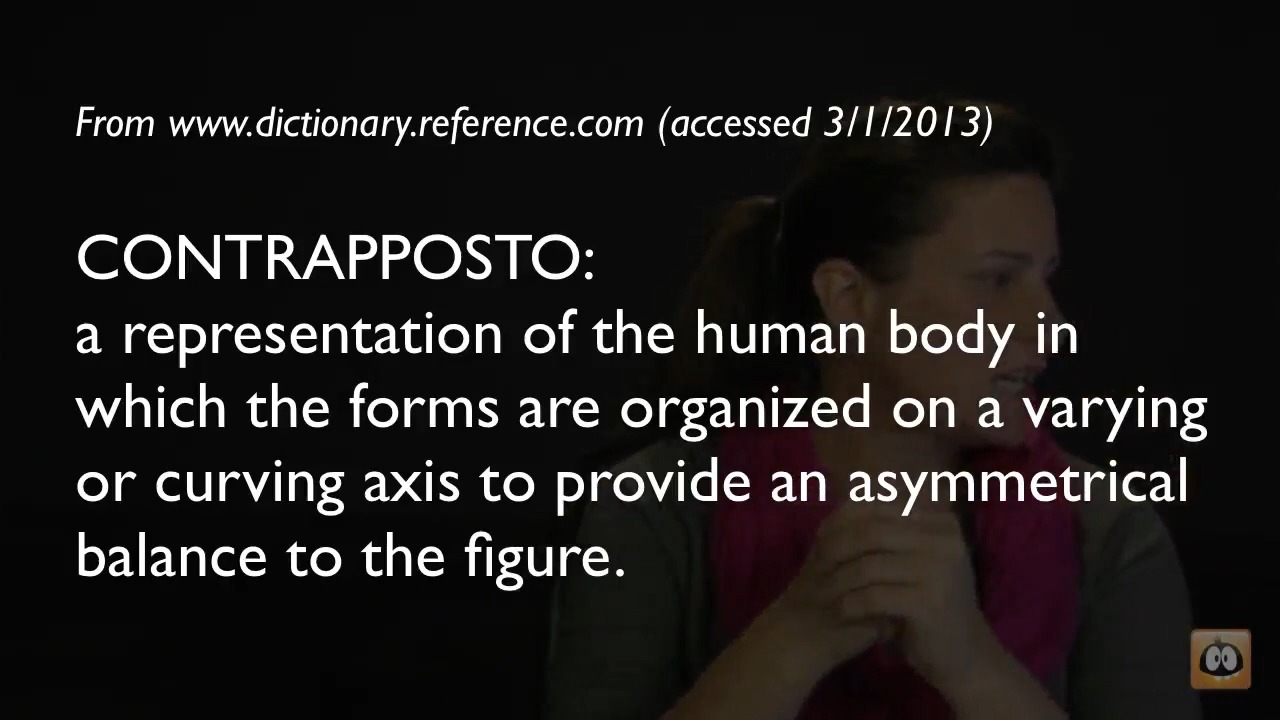 From www.dictionary.reference.com (accessed 3/1/2013)
CONTRAPPOSTO:
a representation of the human body in
which the forms are organized on a varying
or curving axis to provide an asymmetrical
balance to the figure.